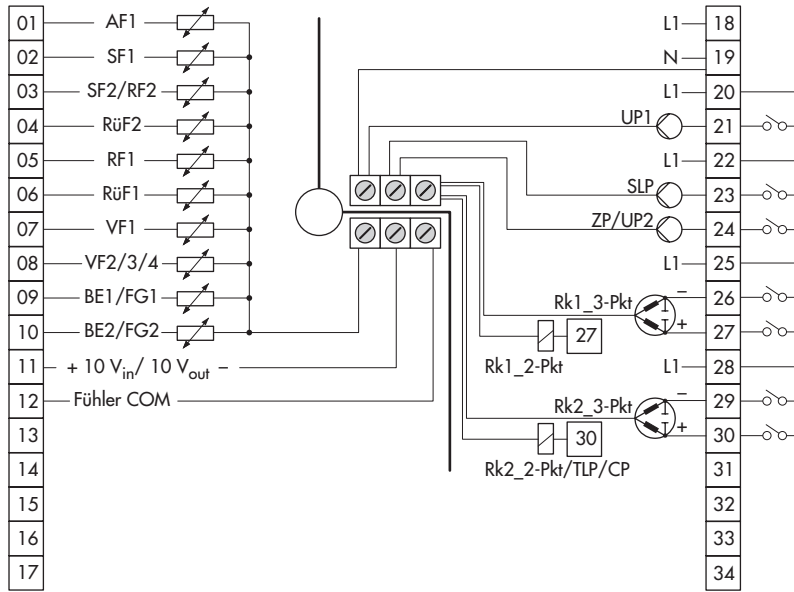 01 AF1
02 SF1
03 SF2/RF2
04 RüF2
05 RF1
06 RüF1
07 VF1
08 VF2/3/4
09 BE1/FG1
10 BE2/FG2
11 + 10 Vin/ 10 Vout –
12 Fühler COM
13
14
15
16
17
L1 18
N 19
L1 20
UP1 21
L1 22
SLP 23
ZP/UP2 24
L1 25
Rk1_3-Pkt – 26
+ 27
27
Rk1_2-Pkt
L1 28
Rk2_3-Pkt – 29
+ 30
30
Rk2_2-Pkt/TLP/CP
31
32
33
34